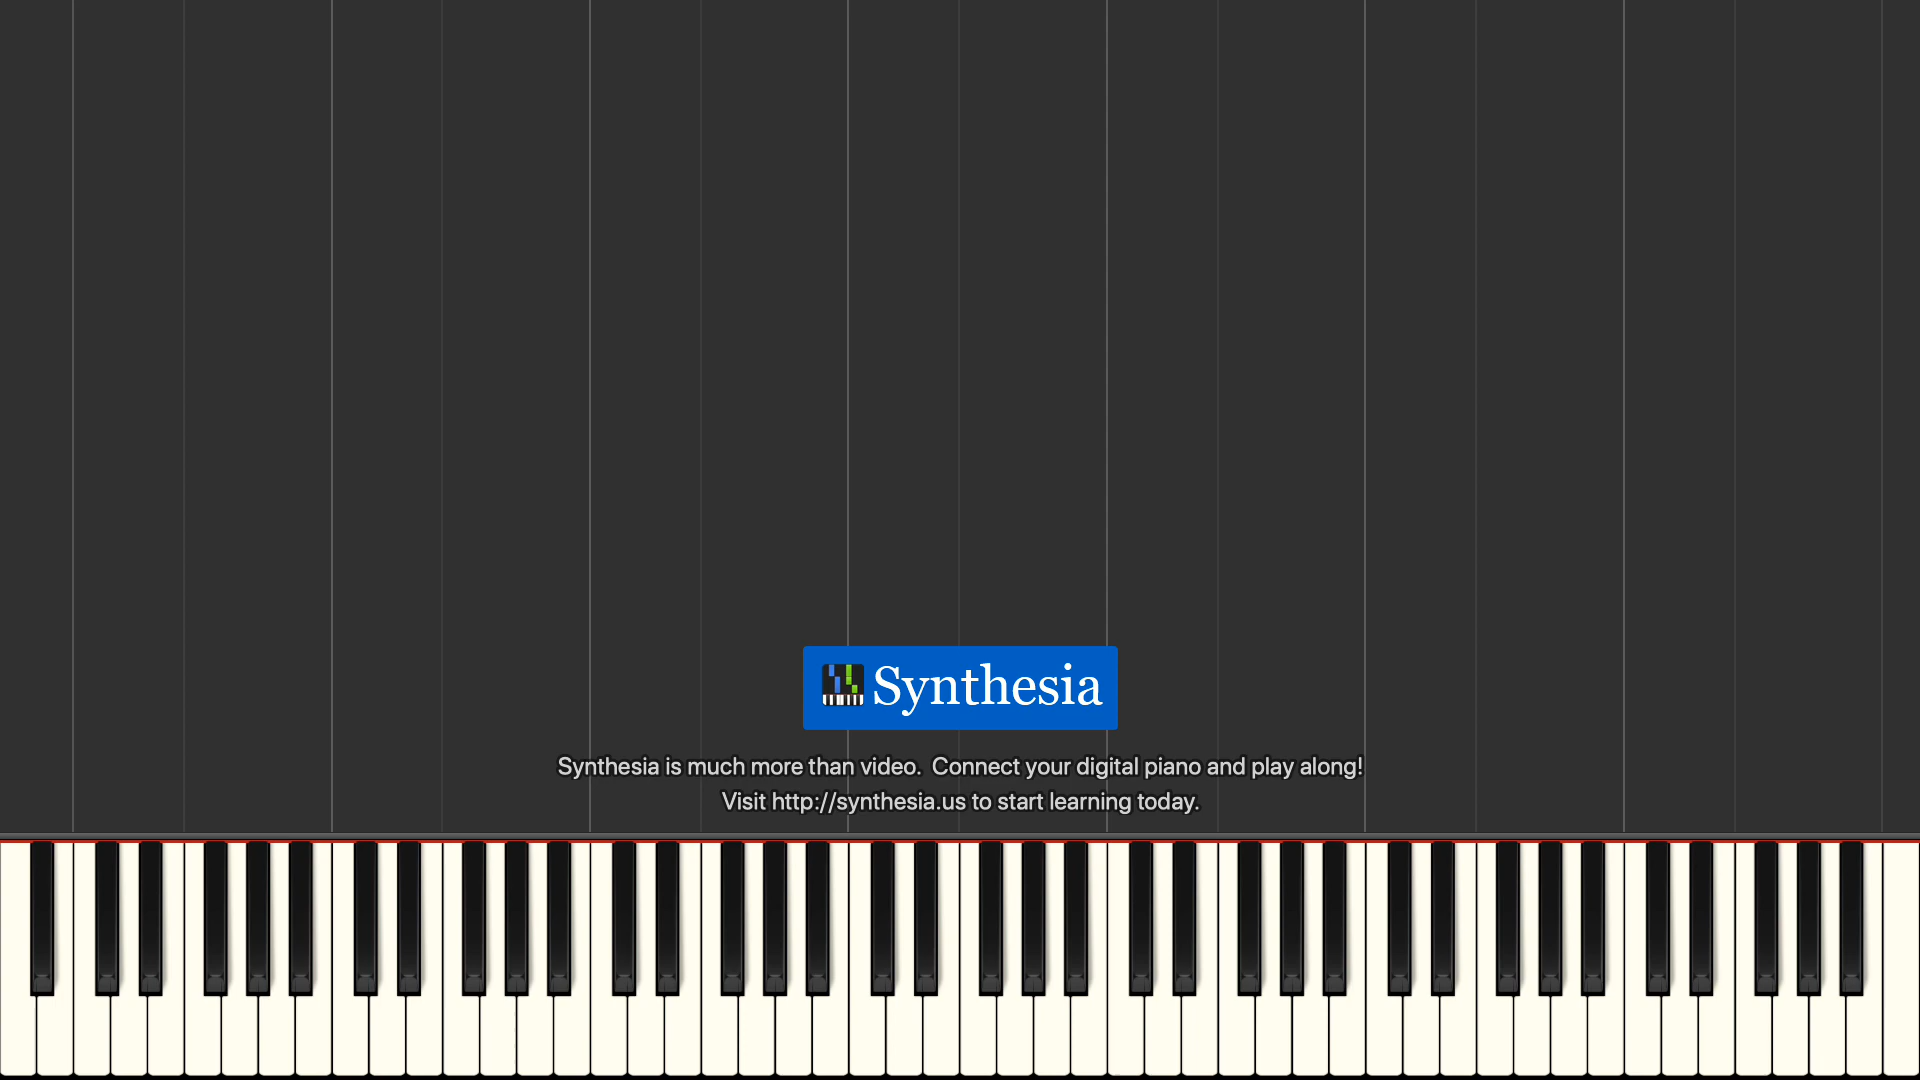 Synthesia
Synthesia is much more than video.  Connect your digital piano and play along!
Visit http://synthesia.us to start learning today.